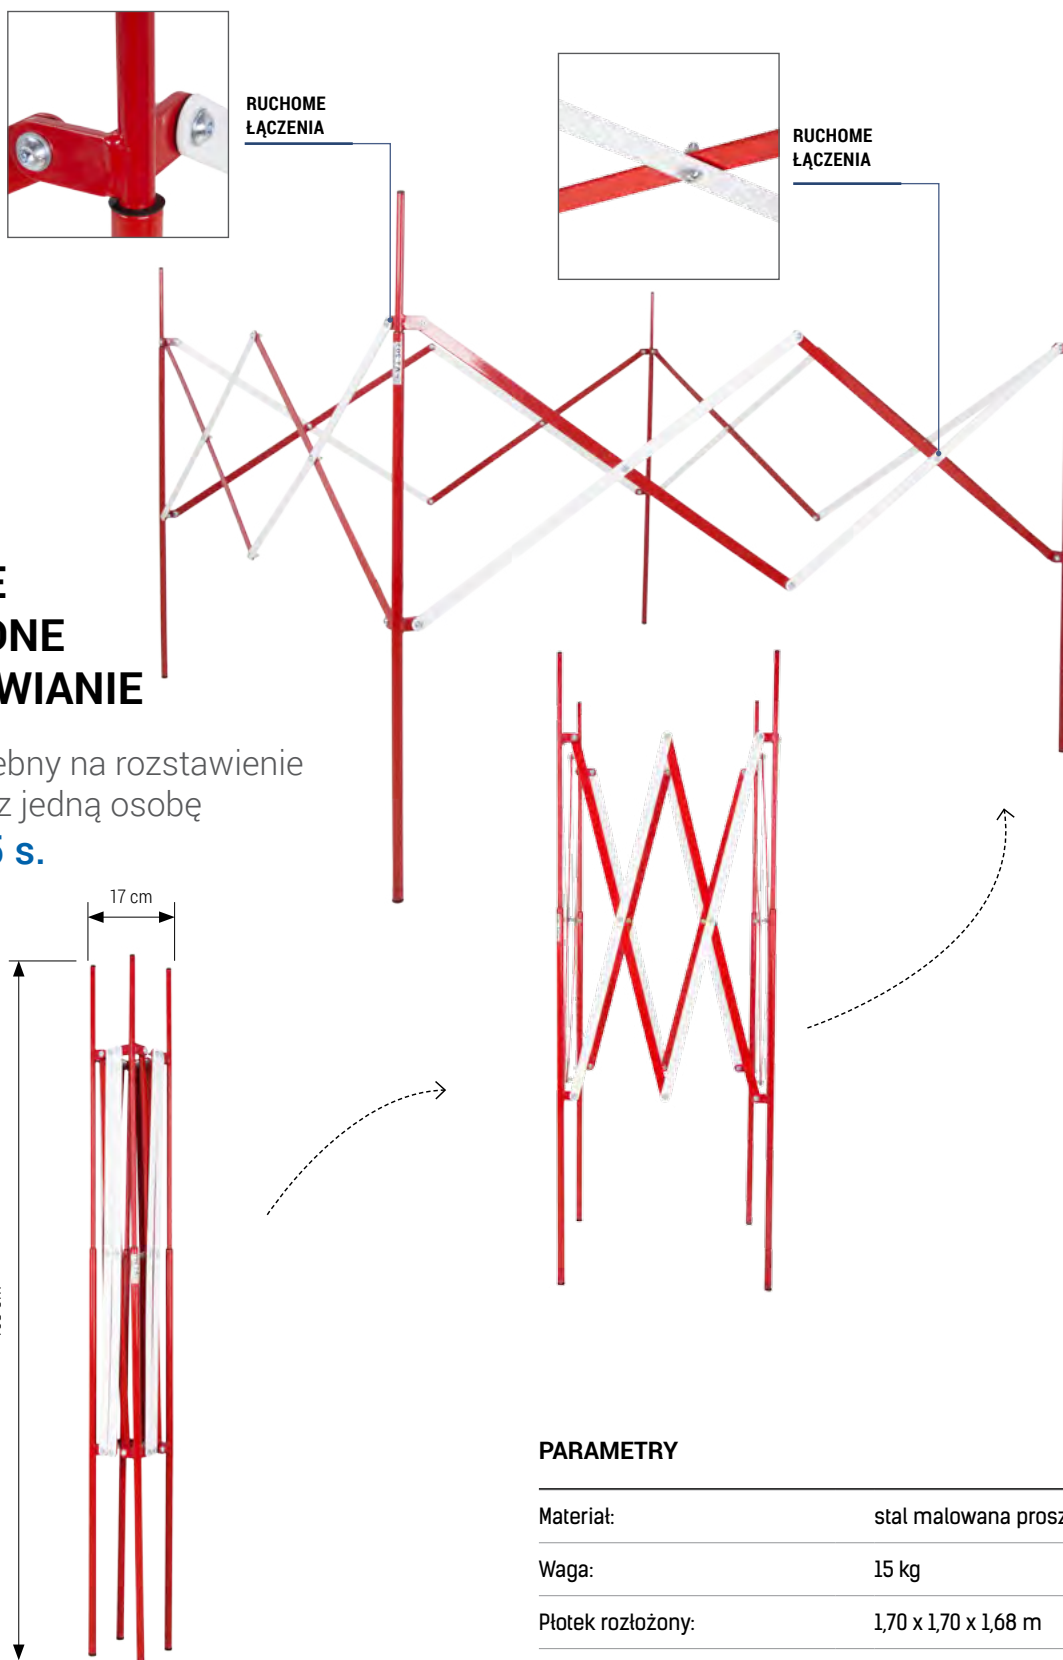 RUCHOME
ŁĄCZENIA
RUCHOME
ŁĄCZENIA
E
ONE
WIANIE
ebny na rozstawienie
z jedną osobę
5 s.
17 cm
PARAMETRY
Materiał: stal malowana prosz
Waga: 15 kg
Płotek rozłożony: 1,70 x 1,70 x 1,68 m